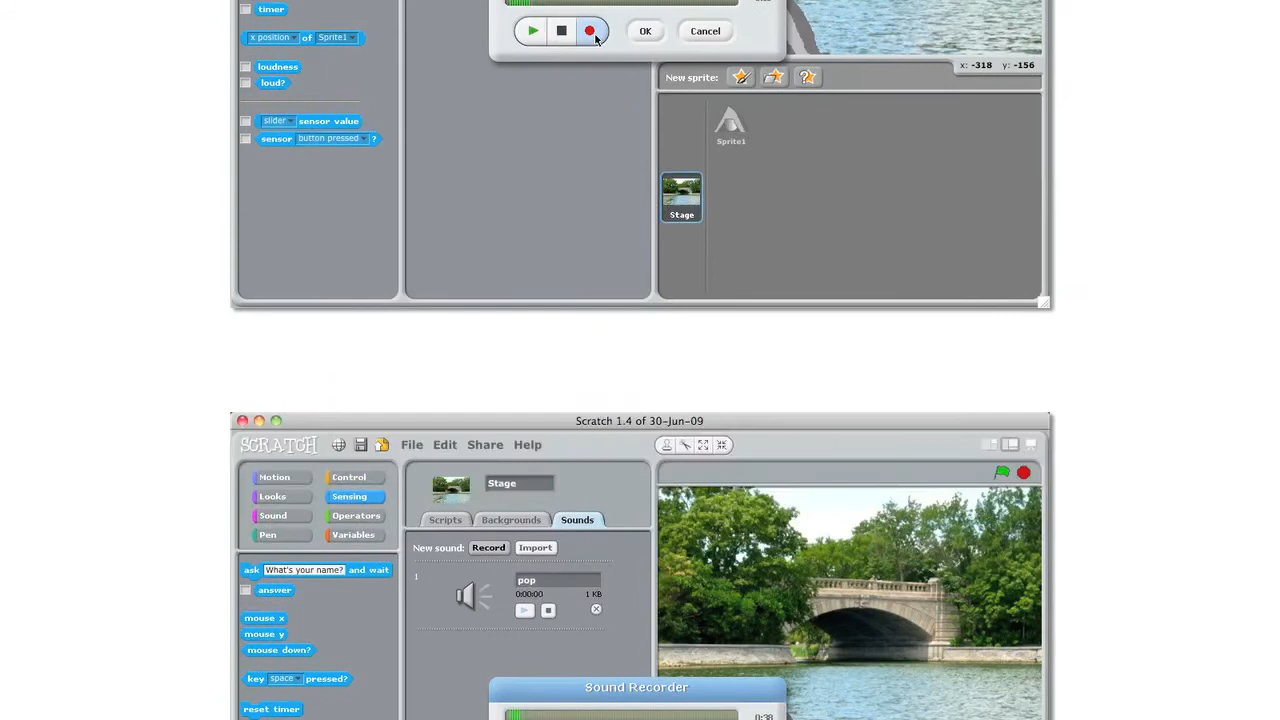 timer
x position of Sprite1
OK
Cancel
loudness
loud?
x: -318 y: -156
New sprite:
slider sensor value
sensor button pressed ?
Sprite1
Stage
Scratch 1.4 of 30-Jun-09
SCRATCH
File Edit Share Help
Motion
Control
Looks
Sensing
Sound
Operators
Pen
Variables
Stage
Scripts
Backgrounds
Sounds
New sound:
Record
Import
1
pop
0:00:00
1 KB
ask What's your name? and wait
answer
mouse x
mouse y
mouse down?
key space pressed?
reset timer
Sound Recorder
0:38